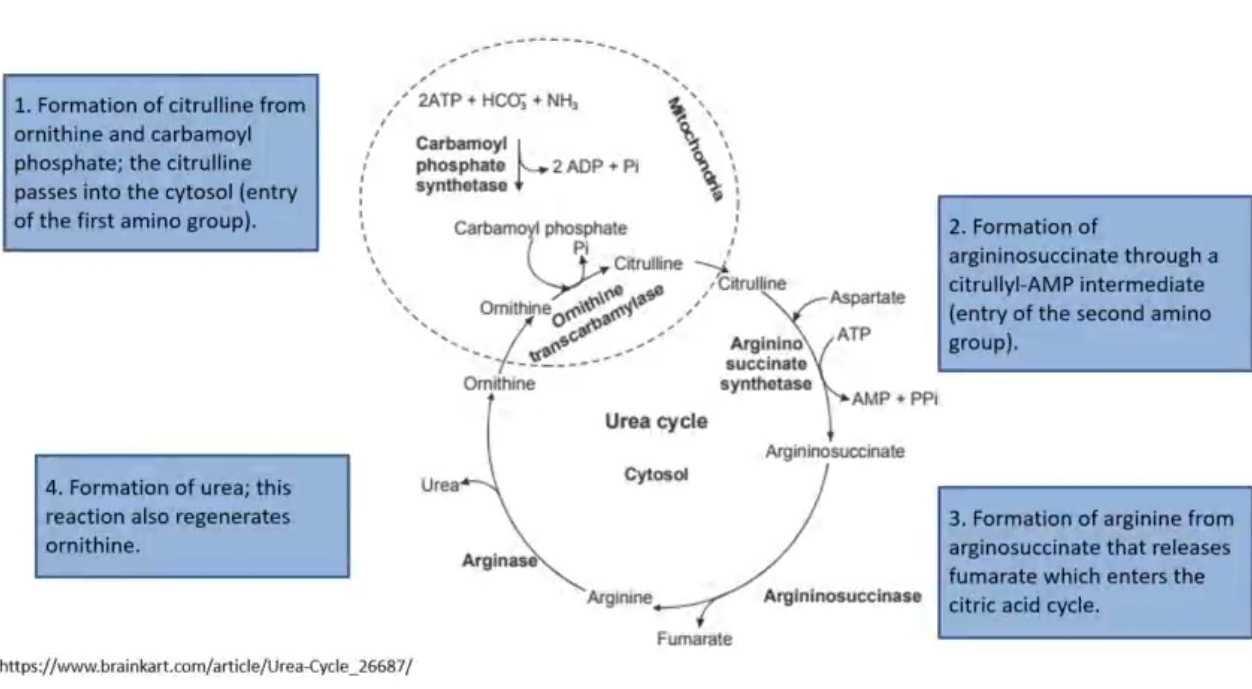 1. Formation of citrulline from
ornithine and carbamoyl
phosphate; the citrulline
passes into the cytosol (entry
of the first amino group).
2ATP + HCO₃⁻ + NH₃
Carbamoyl
phosphate
synthetase
2 ADP + Pi
Mitochondria
Carbamoyl phosphate
Pi
Citrulline
Ornithine
Ornithine
transcarbamylase
Citrulline
2. Formation of
argininosuccinate through a
citrullyl-AMP intermediate
(entry of the second amino
group).
Aspartate
ATP
Arginino
succinate
synthetase
AMP + PPi
Ornithine
Urea cycle
Cytosol
Argininosuccinate
4. Formation of urea; this
reaction also regenerates
ornithine.
Urea
Arginase
Arginine
Fumarate
Argininosuccinase
3. Formation of arginine from
arginosuccinate that releases
fumarate which enters the
citric acid cycle.
https://www.brainkart.com/article/Urea-Cycle_26687/